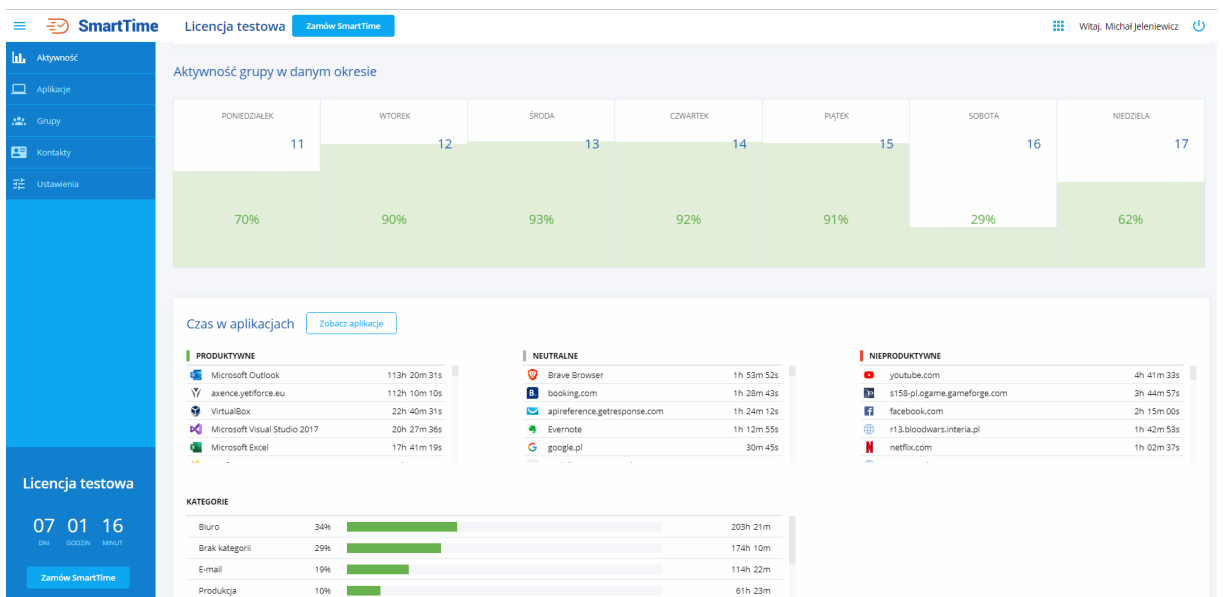 SmartTime
Licencja testowa
Zamów SmartTime
Witaj, Michał Jeleniewicz
Aktywność
Aplikacje
Grupy
Kontakty
Ustawienia
Licencja testowa
07 01 16
DNI GODZIN MINUT
Zamów SmartTime
Aktywność grupy w danym okresie
PONIEDZIAŁEK WTOREK ŚRODA CZWARTEK PIĄTEK SOBOTA NIEDZIELA
11 12 13 14 15 16 17
70% 90% 93% 92% 91% 29% 62%
Czas w aplikacjach
Zobacz aplikacje
PRODUKTYWNE
Microsoft Outlook 113h 20m 31s
axence.yetiforce.eu 112h 10m 10s
VirtualBox 22h 40m 31s
Microsoft Visual Studio 2017 20h 27m 36s
Microsoft Excel 17h 41m 19s
NEUTRALNE
Brave Browser 1h 53m 52s
booking.com 1h 28m 43s
apireference.getresponse.com 1h 24m 12s
Evernote 1h 12m 55s
google.pl 30m 45s
NIEPRODUKTYWNE
youtube.com 4h 41m 33s
s158-pl.ogame.gameforge.com 3h 44m 57s
facebook.com 2h 15m 00s
r13.bloodwars.interia.pl 1h 42m 53s
netflix.com 1h 02m 37s
KATEGORIE
Biuro 34% 203h 21m
Brak kategorii 29% 174h 10m
E-mail 19% 114h 22m
Produkcja 10% 61h 23m